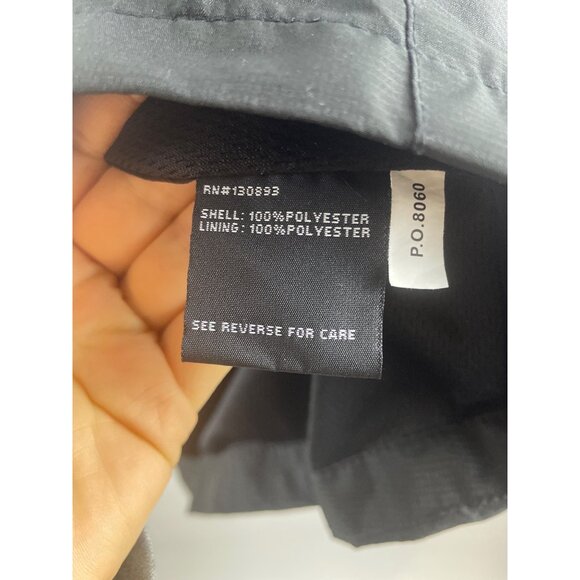 RN#130893
SHELL: 100%POLYESTER
LINING: 100%POLYESTER
SEE REVERSE FOR CARE
P.O.8060